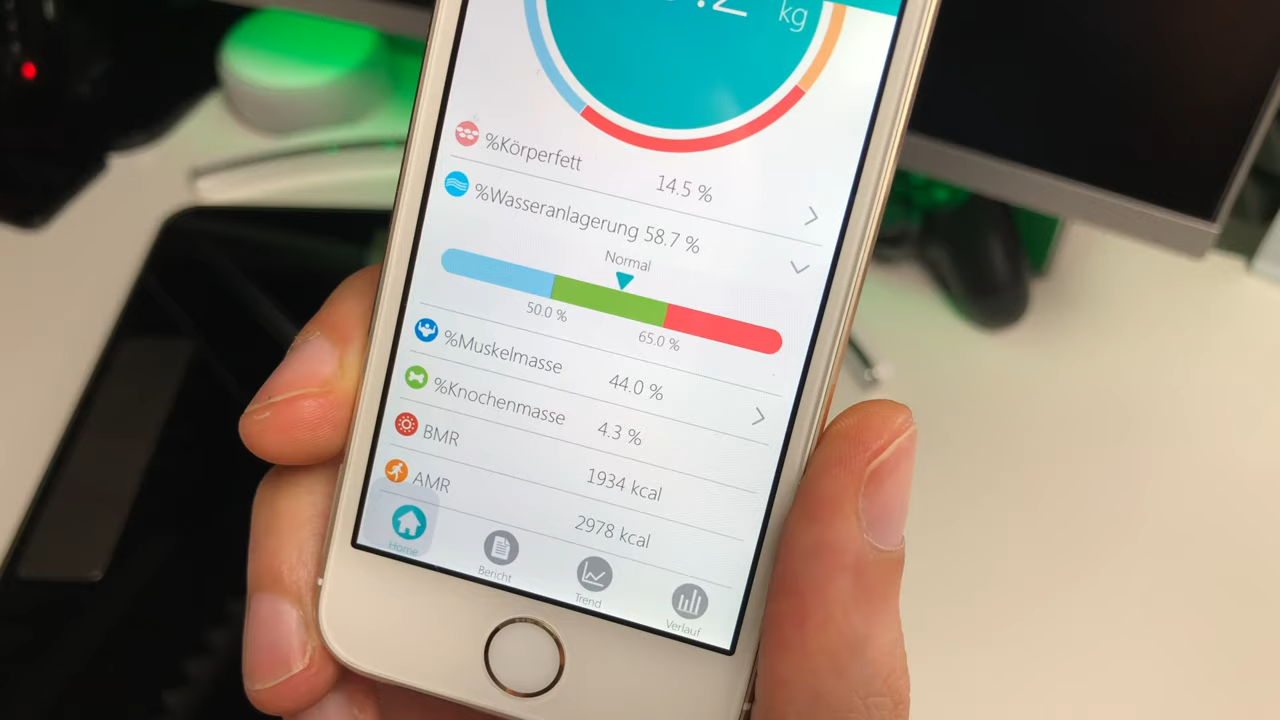 kg
%Körperfett 14.5 %
%Wasseranlagerung 58.7 %
Normal
50.0 % 65.0 %
%Muskelmasse 44.0 %
%Knochenmasse 4.3 %
BMR 1934 kcal
AMR 2978 kcal
Home Bericht Trend Verlauf